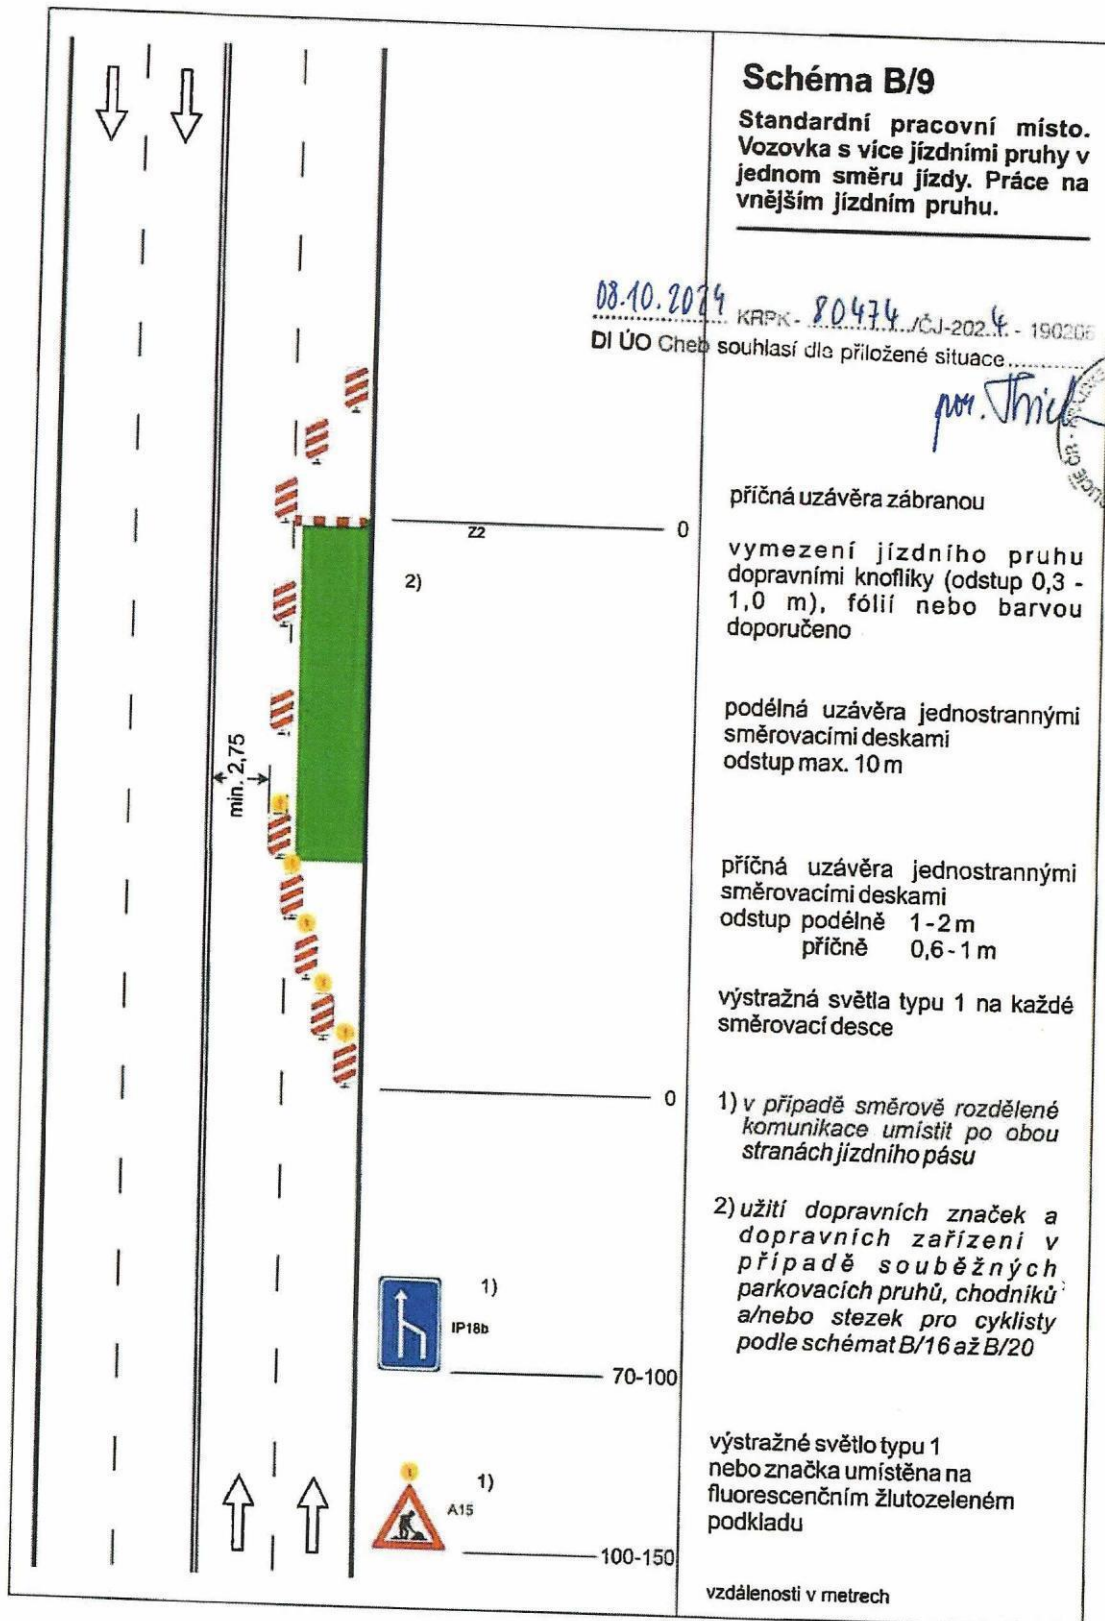 Schéma B/9
Standardní pracovní místo.
Vozovka s více jízdními pruhy v
jednom směru jízdy. Práce na
vnějším jízdním pruhu.
08.10.2024 KRPK - 80474 /ČJ-2024 - 190206
DI ÚO Cheb souhlasí dle přiložené situace
por.
příčná uzávěra zábranou
Z2
0
2)
vymezení jízdního pruhu
dopravními knoflíky (odstup 0,3 -
1,0 m), fólií nebo barvou
doporučeno
podélná uzávěra jednostrannými
směrovacími deskami
odstup max. 10 m
min. 2,75
příčná uzávěra jednostrannými
směrovacími deskami
odstup podélně 1-2 m
příčně 0,6-1 m
výstražná světla typu 1 na každé
směrovací desce
0
1) v případě směrově rozdělené
komunikace umístit po obou
stranách jízdního pásu
2) užití dopravních značek a
dopravních zařízení v
případě souběžných
parkovacích pruhů, chodníků
a/nebo stezek pro cyklisty
podle schémat B/16 až B/20
1)
IP18b
70-100
výstražné světlo typu 1
nebo značka umístěna na
fluorescenčním žlutozeleném
podkladu
1)
A15
100-150
vzdálenosti v metrech